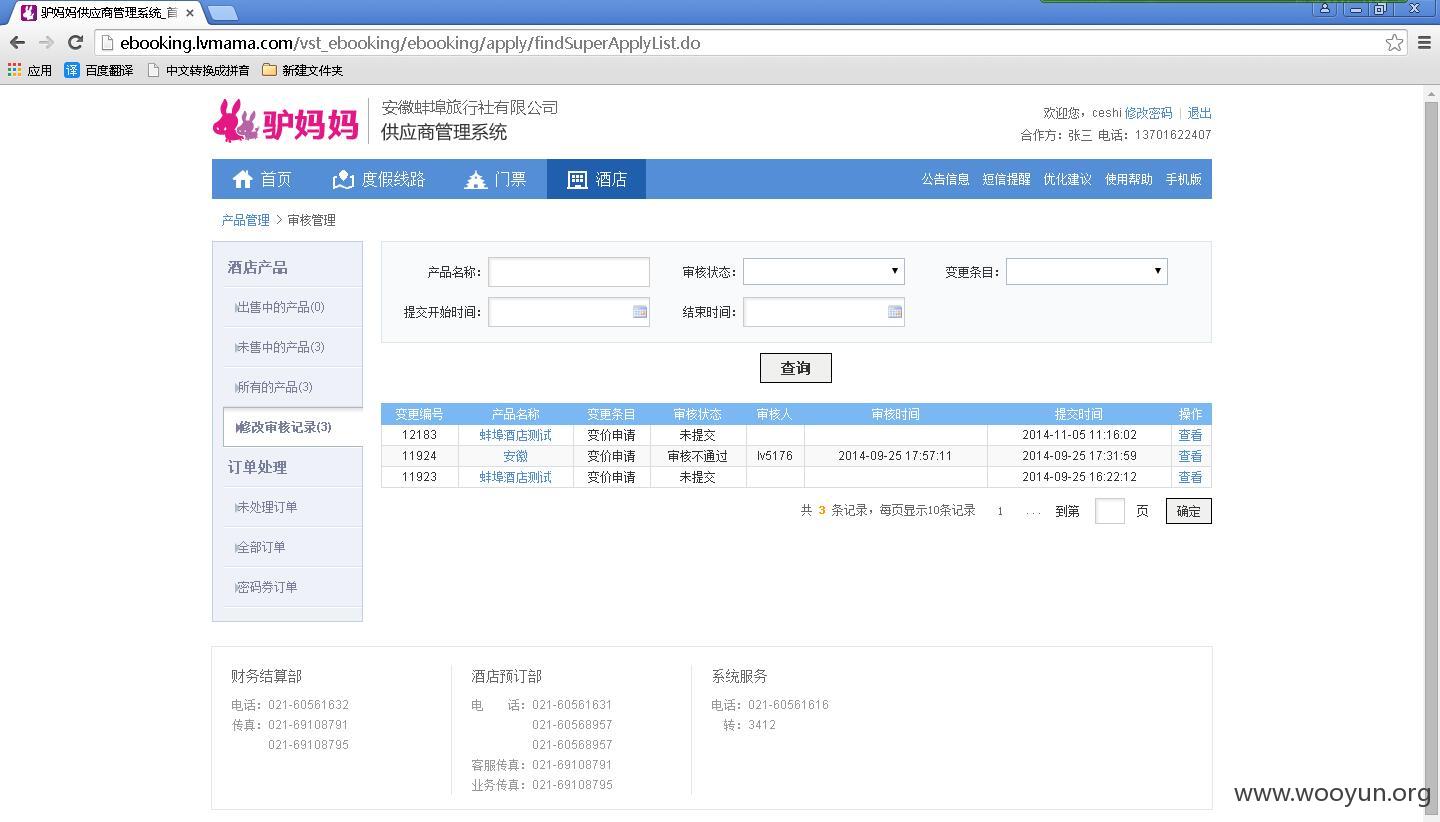 驴妈妈供应商管理系统_首
ebooking.lvmama.com/vst_ebooking/ebooking/apply/findSuperApplyList.do
应用 译 百度翻译 中文转换成拼音 新建文件夹
驴妈妈 安徽蚌埠旅行社有限公司
供应商管理系统
欢迎您，ceshi 修改密码 | 退出
合作方：张三 电话：13701622407
首页 度假线路 门票 酒店 公告信息 短信提醒 优化建议 使用帮助 手机版
产品管理 > 审核管理
酒店产品
出售中的产品(0)
未售中的产品(3)
所有的产品(3)
修改审核记录(3)
订单处理
未处理订单
全部订单
密码券订单
产品名称： 审核状态： 变更条目：
提交开始时间： 结束时间：
查询
变更编号 产品名称 变更条目 审核状态 审核人 审核时间 提交时间 操作
12183 蚌埠酒店测试 变价申请 未提交 2014-11-05 11:16:02 查看
11924 安徽 变价申请 审核不通过 lv5176 2014-09-25 17:57:11 2014-09-25 17:31:59 查看
11923 蚌埠酒店测试 变价申请 未提交 2014-09-25 16:22:12 查看
共 3 条记录，每页显示10条记录 1 ... 到第 页 确定
财务结算部
电话：021-60561632
传真：021-69108791
021-69108795
酒店预订部
电 话：021-60561631
021-60568957
021-60568957
客服传真：021-69108791
业务传真：021-69108795
系统服务
电话：021-60561616
转：3412
www.wooyun.org